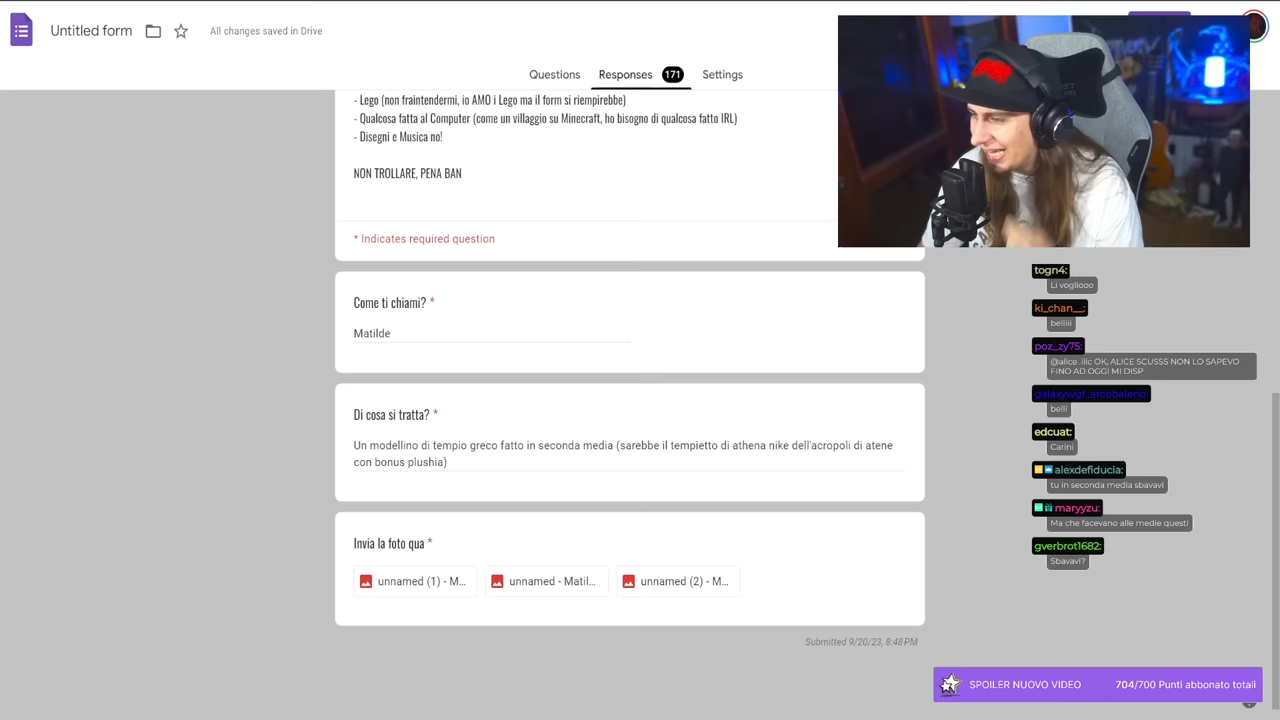 Untitled form
All changes saved in Drive
Questions
Responses 171
Settings
- Lego (non fraintendermi, io AMO i Lego ma il form si riempirebbe)
- Qualcosa fatta al Computer (come un villaggio su Minecraft, ho bisogno di qualcosa fatto IRL)
- Disegni e Musica no!
NON TROLLARE, PENA BAN
* Indicates required question
Come ti chiami? *
Matilde
Di cosa si tratta? *
un modellino di tempio greco fatto in seconda media (sarebbe il tempietto di athena nike dell'acropoli di atene
con bonus plushia)
Invia la foto qua *
unnamed (1) - M...
unnamed - Matil...
unnamed (2) - M...
Submitted 9/20/23, 8:48 PM
togn4:
Li vogliooo
ki_chan__:
belliii
poz_zy75:
@alice_ilic OK, ALICE SCUSSS NON LO SAPEVO
FINO AD OGGI MI DISP
galaxywgf_arcobaleno:
belli
edcuat:
Carini
alexdefiducia:
tu in seconda media sbavavi
maryyzu:
Ma che facevano alle medie questi
gverbrot1682:
Sbavavi?
SPOILER NUOVO VIDEO
704/700 Punti abbonato totali